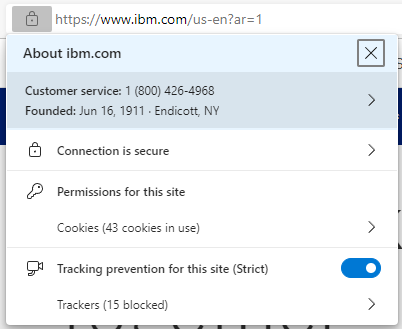 https://www.ibm.com/us-en?ar=1
About ibm.com
Customer service: 1 (800) 426-4968
Founded: Jun 16, 1911 · Endicott, NY
Connection is secure
Permissions for this site
Cookies (43 cookies in use)
Tracking prevention for this site (Strict)
Trackers (15 blocked)